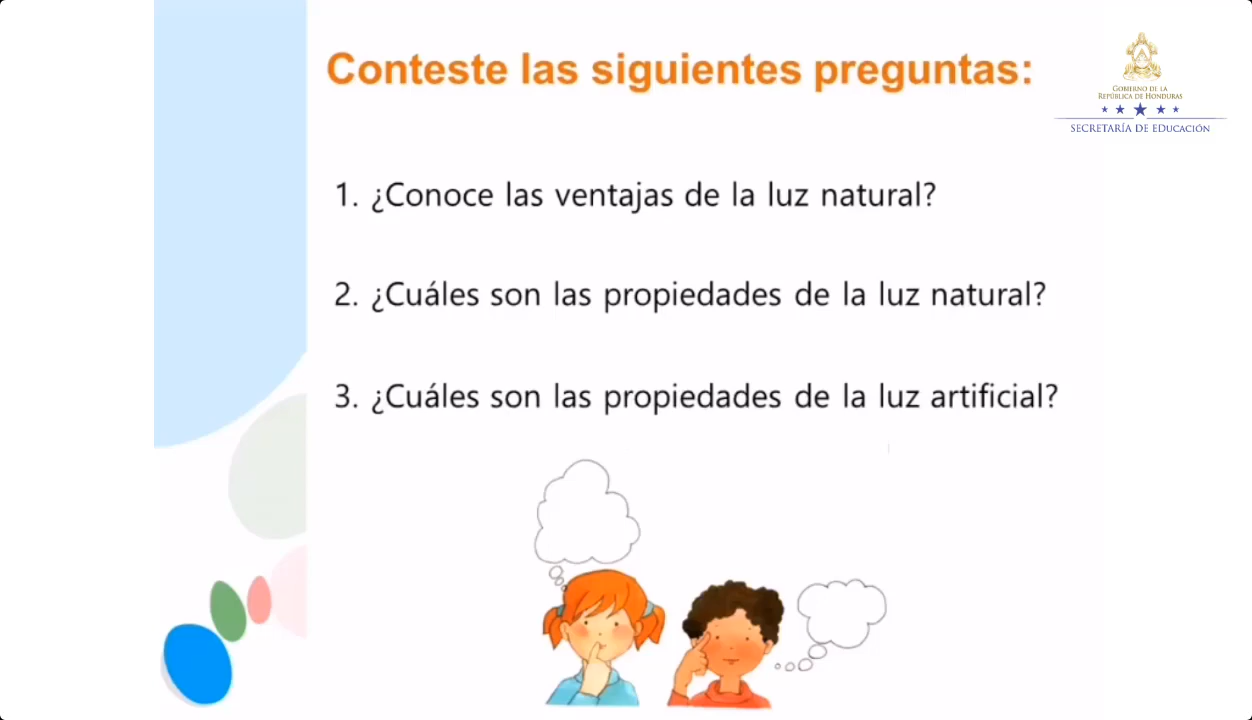 Conteste las siguientes preguntas:
GOBIERNO DE LA
REPÚBLICA DE HONDURAS
SECRETARÍA DE EDUCACIÓN
1. ¿Conoce las ventajas de la luz natural?
2. ¿Cuáles son las propiedades de la luz natural?
3. ¿Cuáles son las propiedades de la luz artificial?